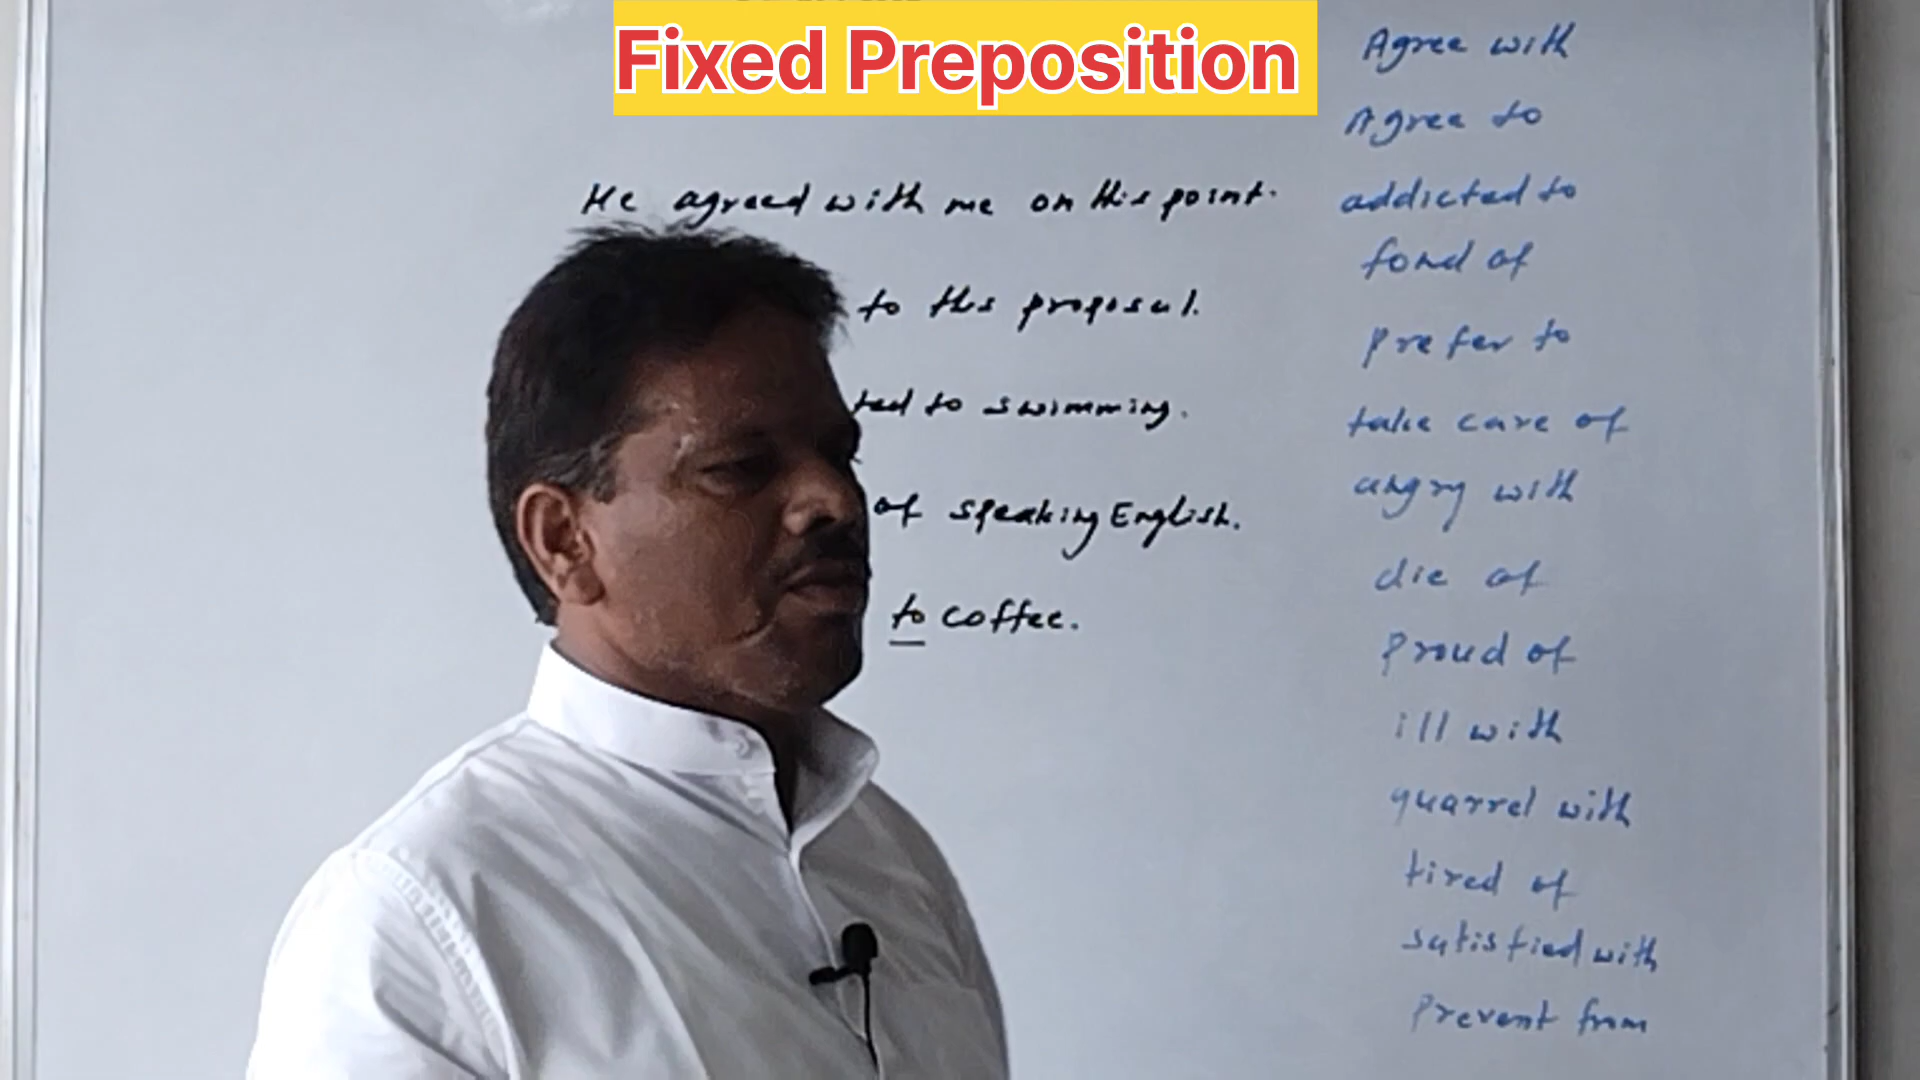 Fixed Preposition
He agreed with me on this point.
to this proposal.
ted to swimming.
of speaking English.
to coffee.
Agree with
Agree to
addicted to
fond of
Prefer to
take care of
angry with
die of
Proud of
ill with
quarrel with
tired of
satisfied with
Prevent from